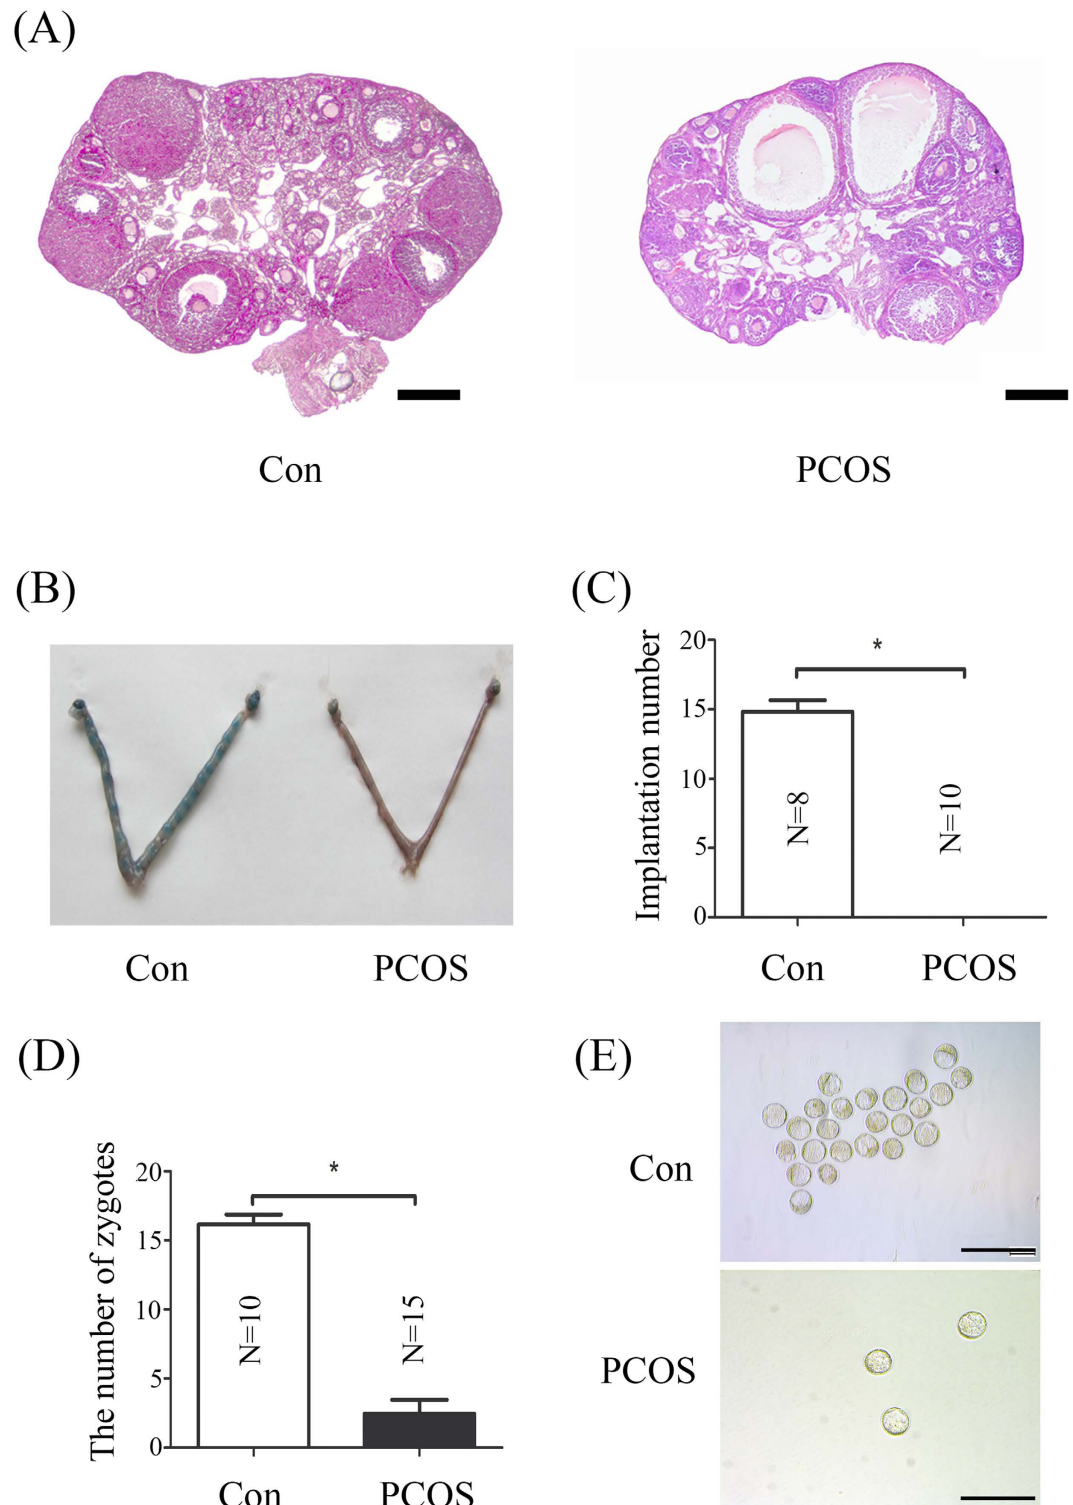 (A)
Con
PCOS
(B)
Con
PCOS
(C)
Implantation number
20
15
10
5
0
*
N=8
N=10
Con
PCOS
(D)
The number of zygotes
20
15
10
5
0
*
N=10
N=15
Con
PCOS
(E)
Con
PCOS